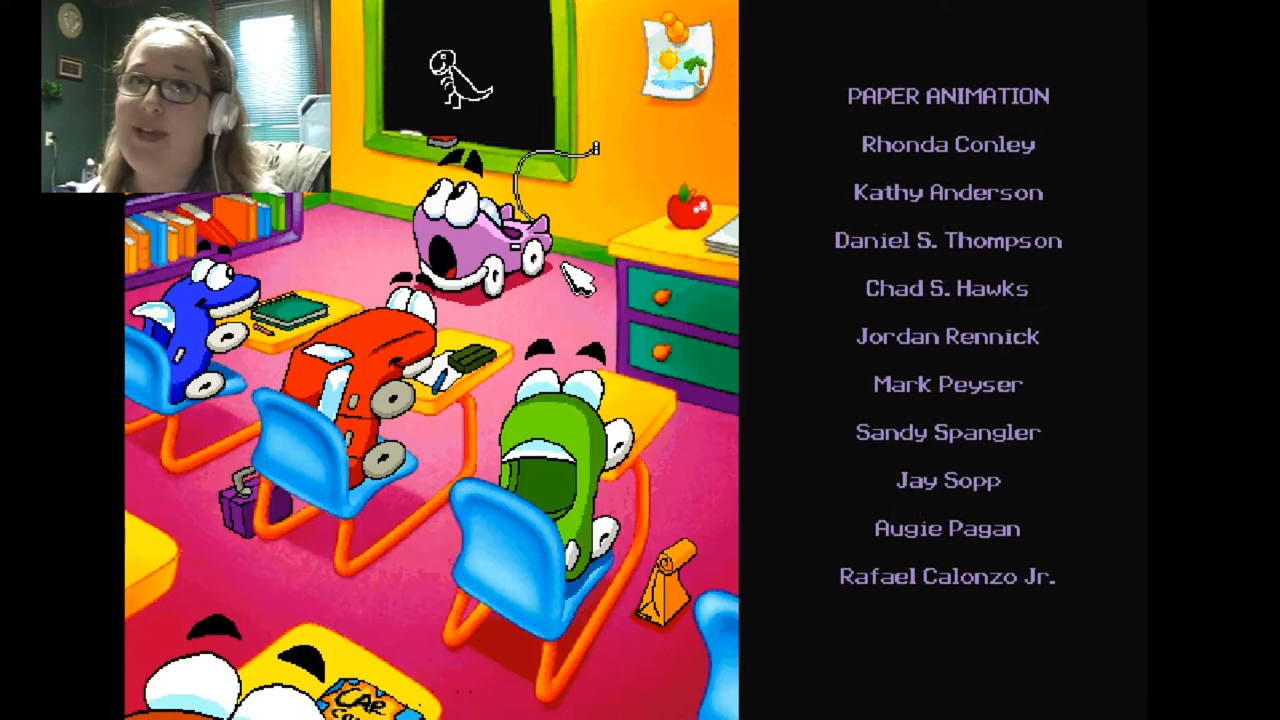 PAPER ANIMATION
Rhonda Conley
Kathy Anderson
Daniel S. Thompson
Chad S. Hawks
Jordan Rennick
Mark Peyser
Sandy Spangler
Jay Sopp
Augie Pagan
Rafael Calonzo Jr.
CAR